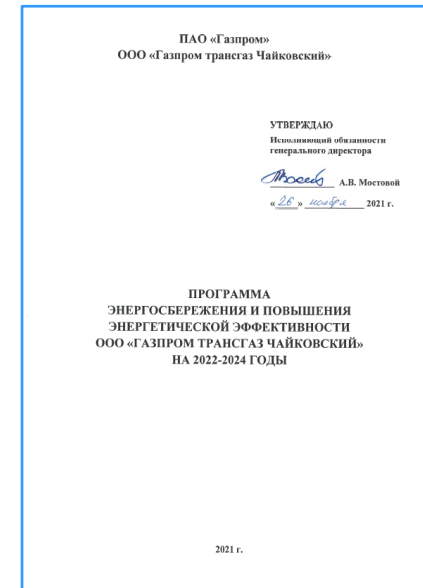 ПАО «Газпром»
ООО «Газпром трансгаз Чайковский»
УТВЕРЖДАЮ
Исполняющий обязанности
генерального директора
А.В. Мостовой
«26» ноября 2021 г.
ПРОГРАММА
ЭНЕРГОСБЕРЕЖЕНИЯ И ПОВЫШЕНИЯ
ЭНЕРГЕТИЧЕСКОЙ ЭФФЕКТИВНОСТИ
ООО «ГАЗПРОМ ТРАНСГАЗ ЧАЙКОВСКИЙ»
НА 2022-2024 ГОДЫ
2021 г.